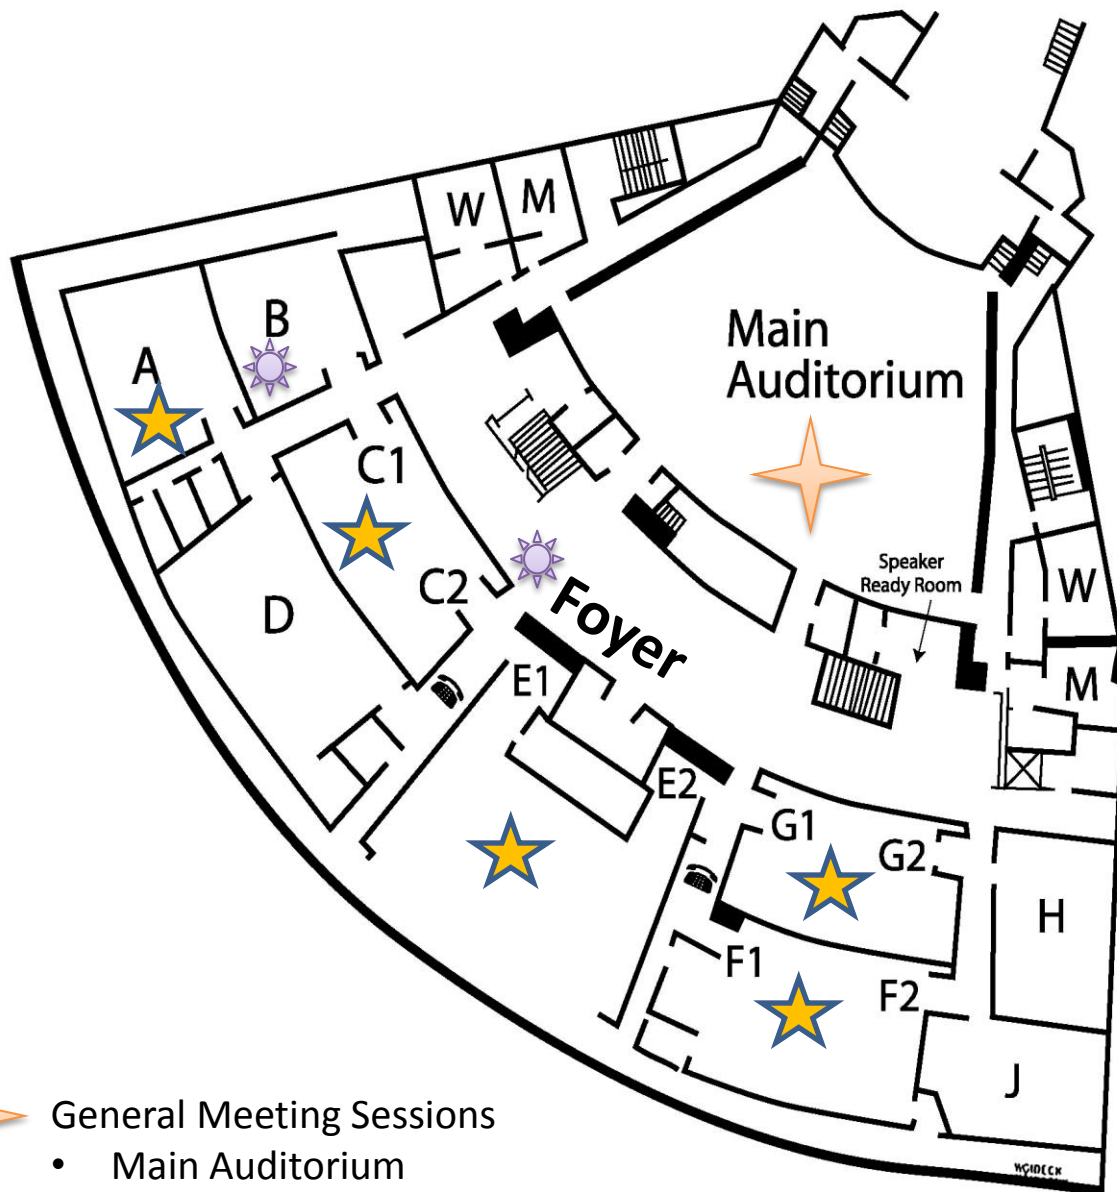 W
M
B
A
Main
Auditorium
C1
C2
D
Foyer
Speaker
Ready Room
W
M
E1
E2
G1
G2
H
F1
F2
J
General Meeting Sessions
• Main Auditorium